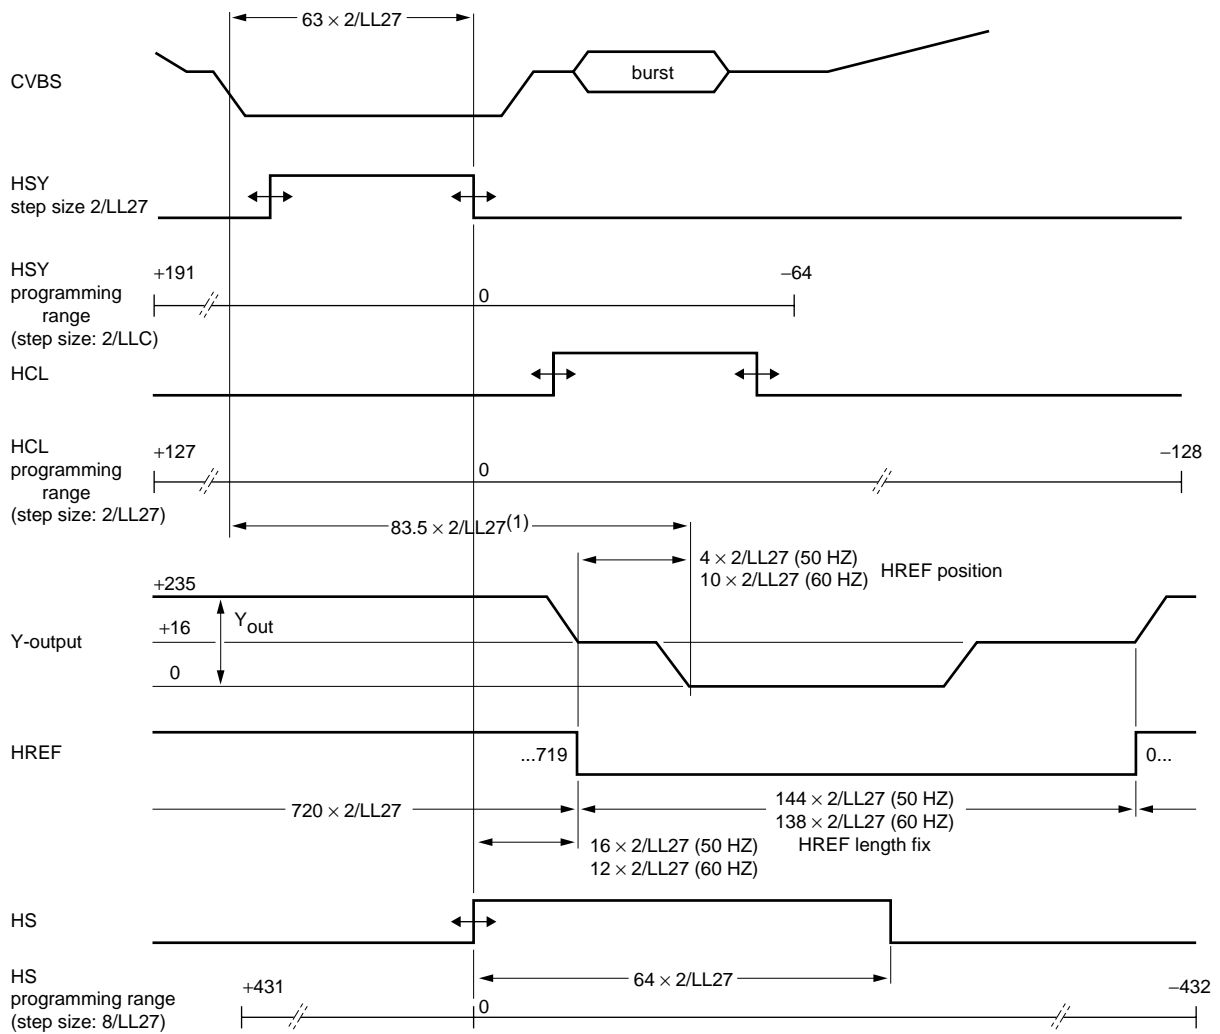 63 × 2/LL27
CVBS
burst
HSY
step size 2/LL27
HSY
programming
range
(step size: 2/LLC)
+191
0
−64
HCL
HCL
programming
range
(step size: 2/LL27)
+127
0
−128
83.5 × 2/LL27(1)
4 × 2/LL27 (50 HZ)
10 × 2/LL27 (60 HZ)
HREF position
+235
+16
0
Yout
Y-output
HREF
...719
0...
720 × 2/LL27
144 × 2/LL27 (50 HZ)
138 × 2/LL27 (60 HZ)
HREF length fix
16 × 2/LL27 (50 HZ)
12 × 2/LL27 (60 HZ)
HS
64 × 2/LL27
HS
programming range
(step size: 8/LL27)
+431
0
−432